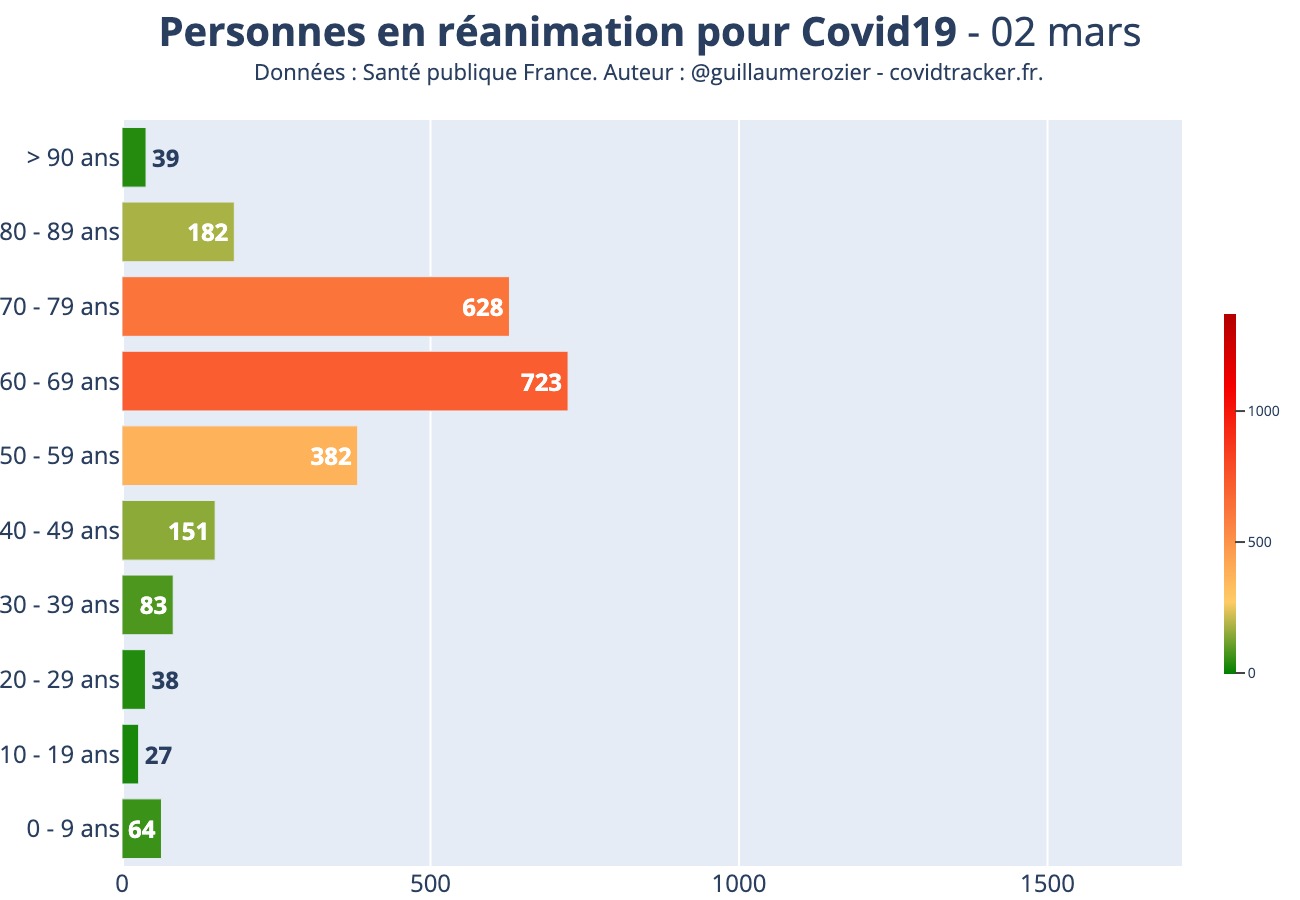 Personnes en réanimation pour Covid19 - 02 mars
Données : Santé publique France. Auteur : @guillaumerozier - covidtracker.fr.
> 90 ans 39
80 - 89 ans 182
70 - 79 ans 628
60 - 69 ans 723
50 - 59 ans 382
40 - 49 ans 151
30 - 39 ans 83
20 - 29 ans 38
10 - 19 ans 27
0 - 9 ans 64
0 500 1000 1500
1000
500
0